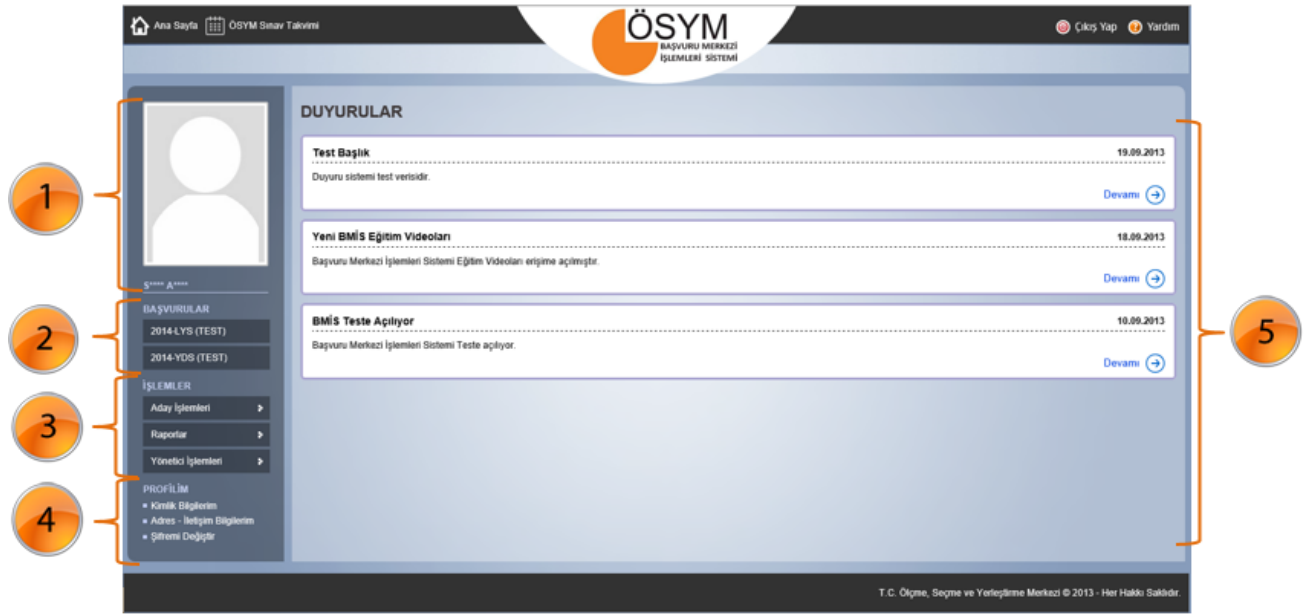 Ana Sayfa ÖSYM Sınav Takvimi
ÖSYM
BAŞVURU MERKEZİ
İŞLEMLERİ SİSTEMİ
Çıkış Yap Yardım
1
S**** A****
2
BAŞVURULAR
2014-LYS (TEST)
2014-YDS (TEST)
3
İŞLEMLER
Aday İşlemleri
Raporlar
Yönetici İşlemleri
4
PROFİLİM
Kimlik Bilgilerim
Adres - İletişim Bilgilerim
Şifremi Değiştir
DUYURULAR
Test Başlık 19.09.2013
Duyuru sistemi test verisidir.
Devamı
Yeni BMİS Eğitim Videoları 18.09.2013
Başvuru Merkezi İşlemleri Sistemi Eğitim Videoları erişime açılmıştır.
Devamı
BMİS Teste Açılıyor 10.09.2013
Başvuru Merkezi İşlemleri Sistemi Teste açılıyor.
Devamı
5
T.C. Ölçme, Seçme ve Yerleştirme Merkezi © 2013 - Her Hakkı Saklıdır.